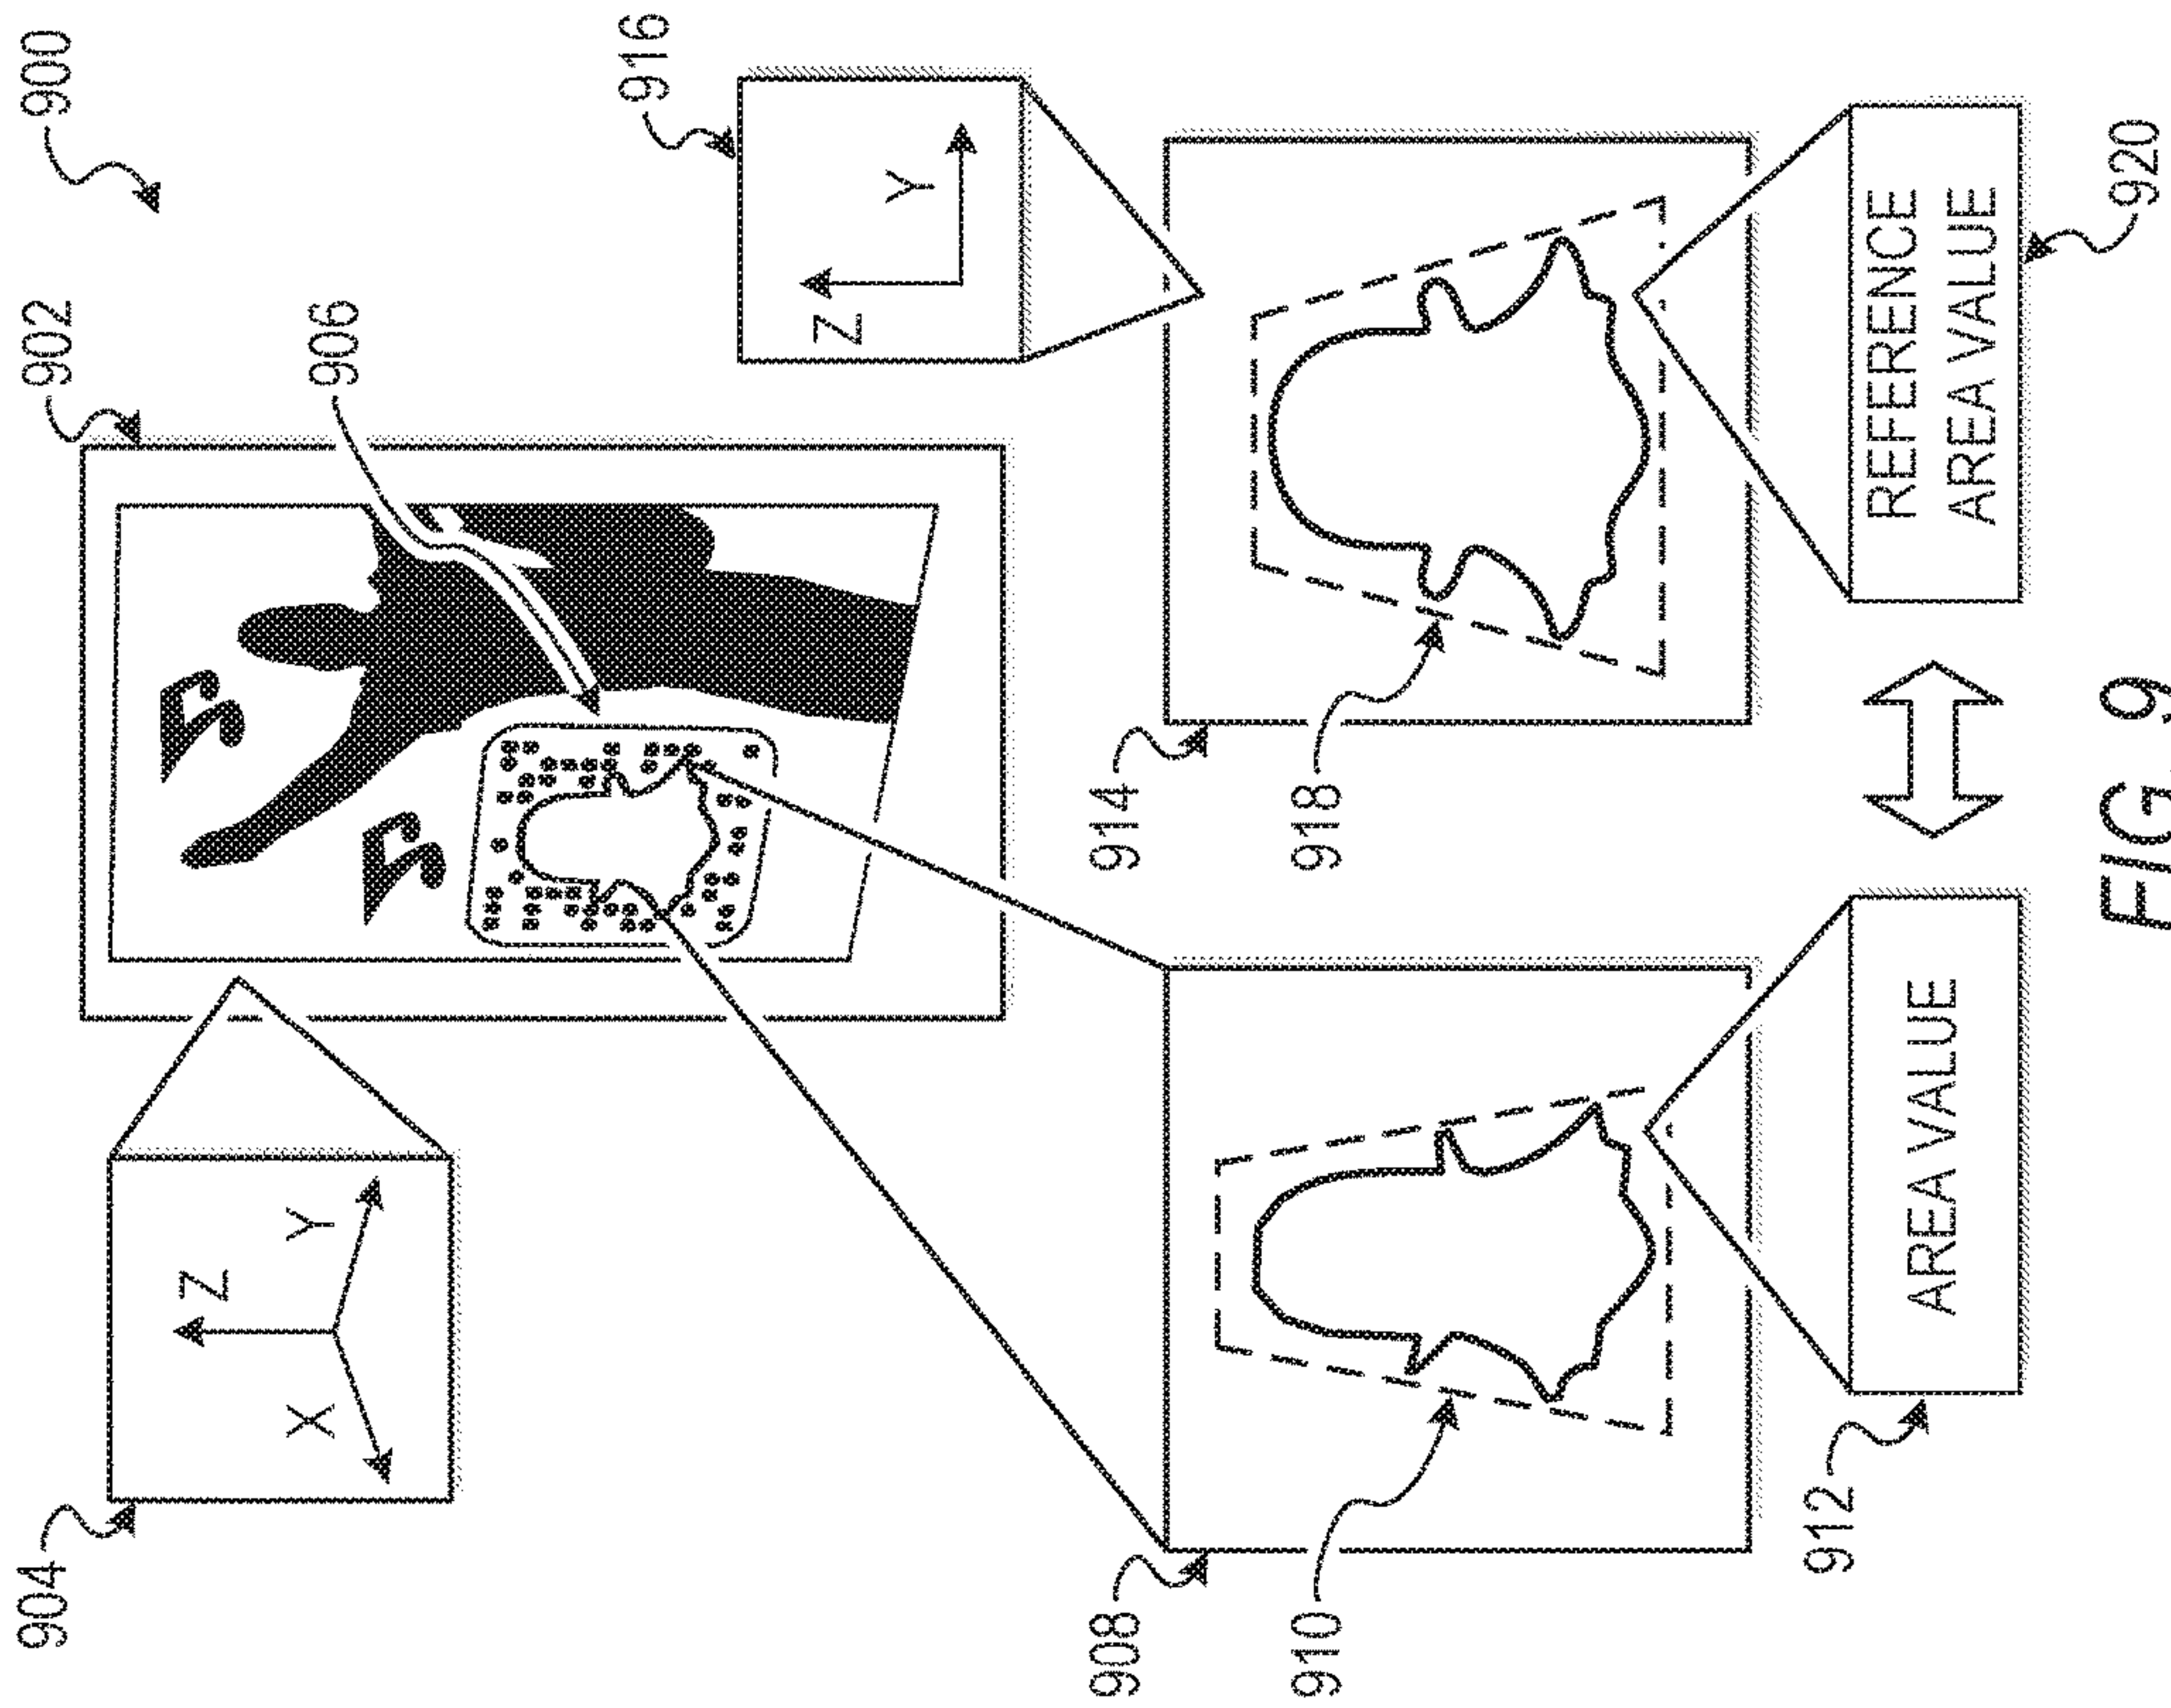 900
902
904
Z
X
Y
906
916
Z
Y
908
910
914
918
AREA VALUE
912
REFERENCE
AREA VALUE
920
FIG. 9